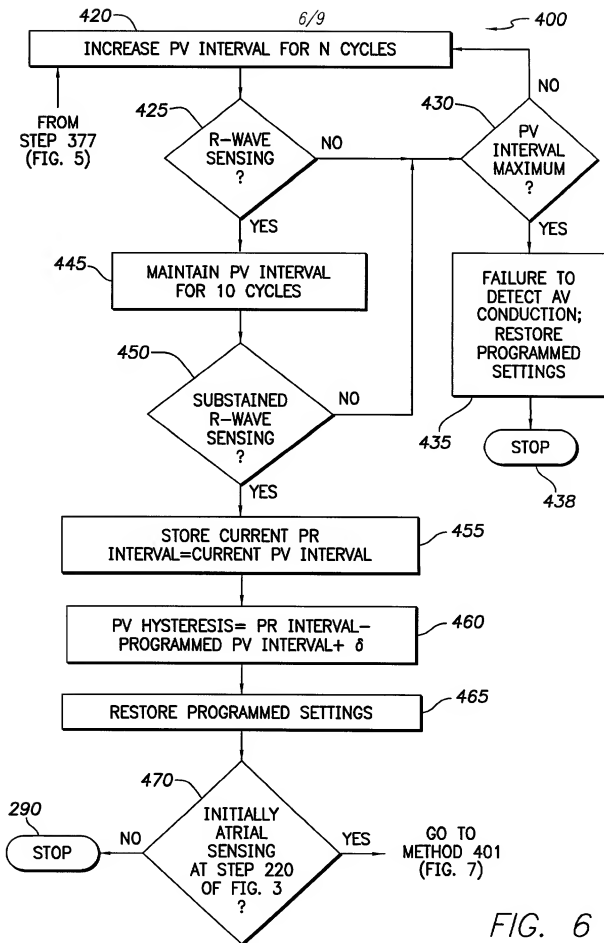 6/9
400
420
INCREASE PV INTERVAL FOR N CYCLES
FROM
STEP 377
(FIG. 5)
425
R-WAVE
SENSING
?
NO
YES
430
PV
INTERVAL
MAXIMUM
?
NO
YES
FAILURE TO
DETECT AV
CONDUCTION;
RESTORE
PROGRAMMED
SETTINGS
435
STOP
438
445
MAINTAIN PV INTERVAL
FOR 10 CYCLES
450
SUBSTAINED
R-WAVE
SENSING
?
NO
YES
STORE CURRENT PR
INTERVAL=CURRENT PV INTERVAL
455
PV HYSTERESIS= PR INTERVAL-
PROGRAMMED PV INTERVAL+ δ
460
RESTORE PROGRAMMED SETTINGS
465
470
INITIALLY
ATRIAL
SENSING
AT STEP 220
OF FIG. 3
?
NO
290
STOP
YES
GO TO
METHOD 401
(FIG. 7)
FIG. 6